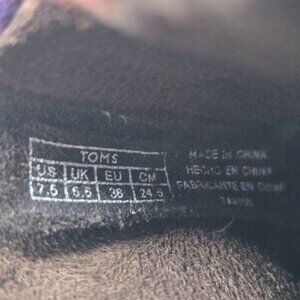 TOMS
US UK EU CM
7.5 5.5 38 24.5
MADE IN CHINA
HECHO EN CHINA
FABRICANTE EN CHINA